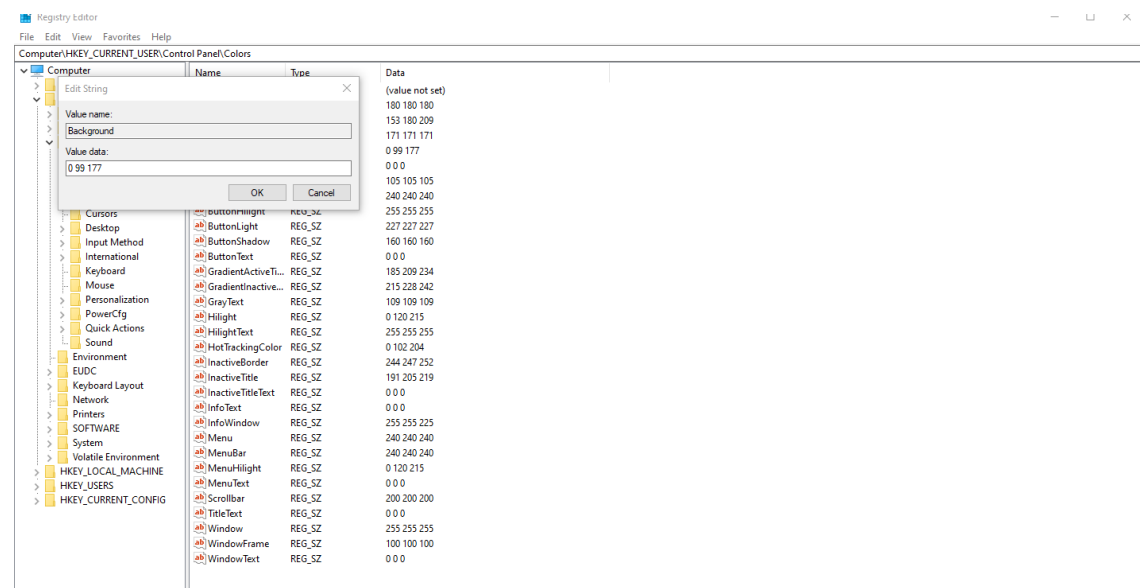 Registry Editor
File Edit View Favorites Help
Computer\HKEY_CURRENT_USER\Control Panel\Colors
Computer
Name Type Data
Edit String
(value not set)
180 180 180
Value name:
153 180 209
Background
171 171 171
Value data:
0 99 177
0 99 177
0 0 0
105 105 105
OK Cancel
240 240 240
Cursors
ButtonHilight REG_SZ 255 255 255
Desktop
ButtonLight REG_SZ 227 227 227
Input Method
ButtonShadow REG_SZ 160 160 160
International
ButtonText REG_SZ 0 0 0
Keyboard
GradientActiveTi... REG_SZ 185 209 234
Mouse
GradientInactive... REG_SZ 215 228 242
Personalization
GrayText REG_SZ 109 109 109
PowerCfg
Hilight REG_SZ 0 120 215
Quick Actions
HilightText REG_SZ 255 255 255
Sound
HotTrackingColor REG_SZ 0 102 204
Environment
InactiveBorder REG_SZ 244 247 252
EUDC
InactiveTitle REG_SZ 191 205 219
Keyboard Layout
InactiveTitleText REG_SZ 0 0 0
Network
InfoText REG_SZ 0 0 0
Printers
InfoWindow REG_SZ 255 255 225
SOFTWARE
Menu REG_SZ 240 240 240
System
MenuBar REG_SZ 240 240 240
Volatile Environment
MenuHilight REG_SZ 0 120 215
HKEY_LOCAL_MACHINE
MenuText REG_SZ 0 0 0
HKEY_USERS
Scrollbar REG_SZ 200 200 200
HKEY_CURRENT_CONFIG
TitleText REG_SZ 0 0 0
Window REG_SZ 255 255 255
WindowFrame REG_SZ 100 100 100
WindowText REG_SZ 0 0 0